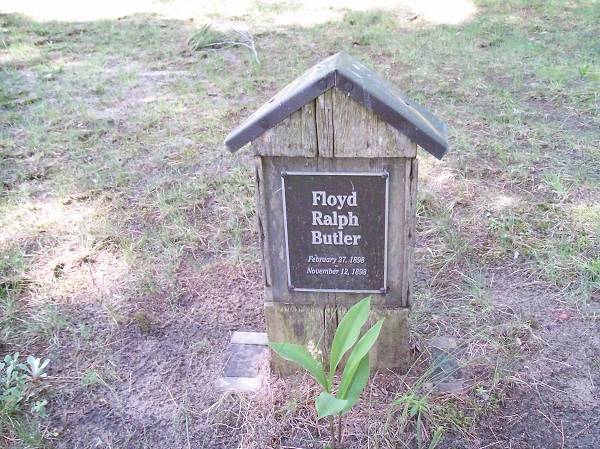 Floyd
Ralph
Butler
February 27, 1898
November 12, 1898